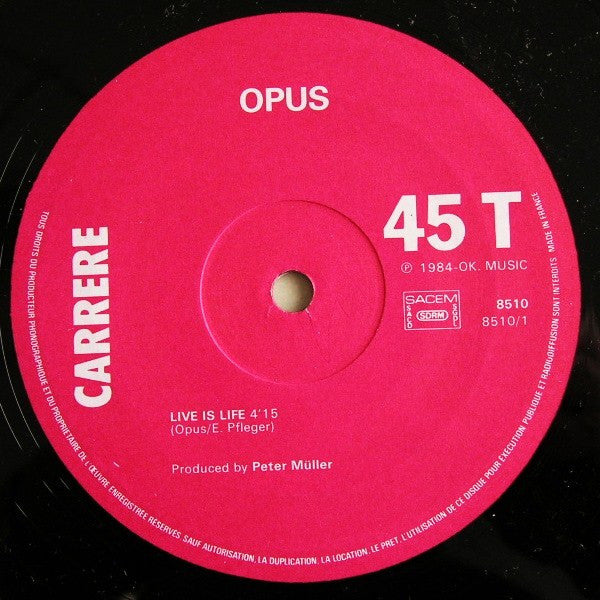 OPUS
CARRERE
45 T
℗ 1984-OK. MUSIC
SACEM
SACD
SDRM
SGDL
8510
8510/1
LIVE IS LIFE 4'15
(Opus/E. Pfleger)
Produced by Peter Müller
TOUS DROITS DU PRODUCTEUR PHONOGRAPHIQUE ET DU PROPRIETAIRE DE L'ŒUVRE ENREGISTREE RESERVES. SAUF AUTORISATION, LA DUPLICATION, LA LOCATION, LE PRET, L'UTILISATION DE CE DISQUE POUR EXECUTION PUBLIQUE ET RADIODIFFUSION SONT INTERDITS. MADE IN FRANCE